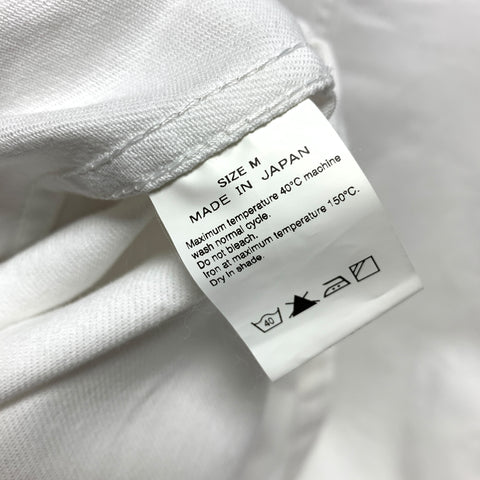 SIZE M
MADE IN JAPAN
Maximum temperature 40°C machine
wash normal cycle.
Do not bleach.
Iron at maximum temperature 150°C.
Dry in shade.
40